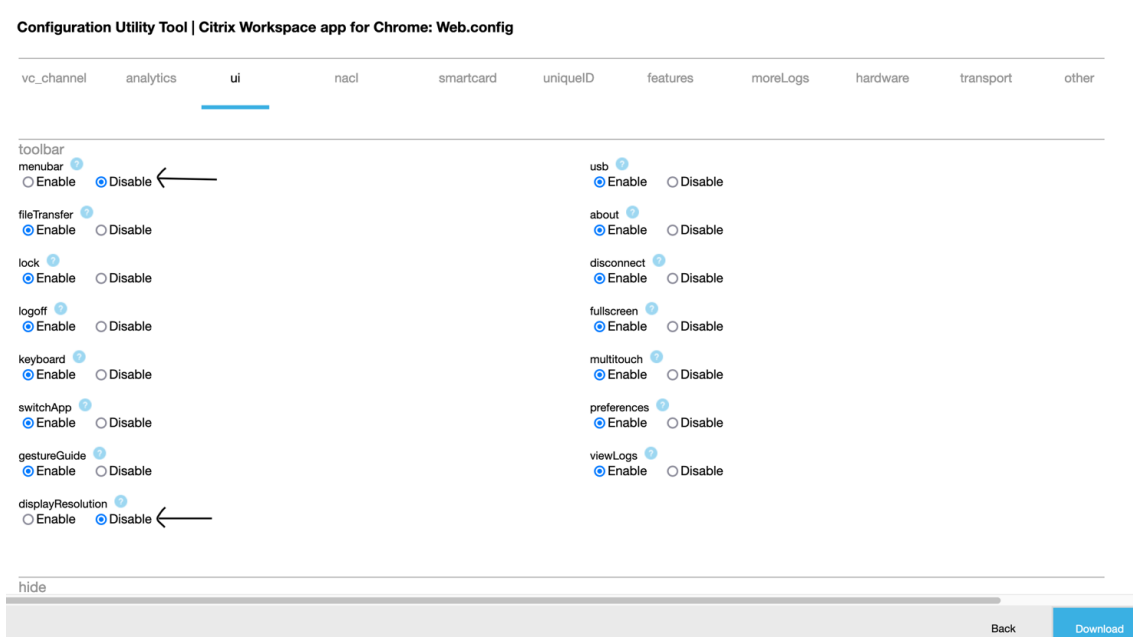 Configuration Utility Tool | Citrix Workspace app for Chrome: Web.config
vc_channel analytics ui nacl smartcard uniqueID features moreLogs hardware transport other
toolbar
menubar ?
Enable Disable
fileTransfer ?
Enable Disable
lock ?
Enable Disable
logoff ?
Enable Disable
keyboard ?
Enable Disable
switchApp ?
Enable Disable
gestureGuide ?
Enable Disable
displayResolution ?
Enable Disable
usb ?
Enable Disable
about ?
Enable Disable
disconnect ?
Enable Disable
fullscreen ?
Enable Disable
multitouch ?
Enable Disable
preferences ?
Enable Disable
viewLogs ?
Enable Disable
hide
Back Download